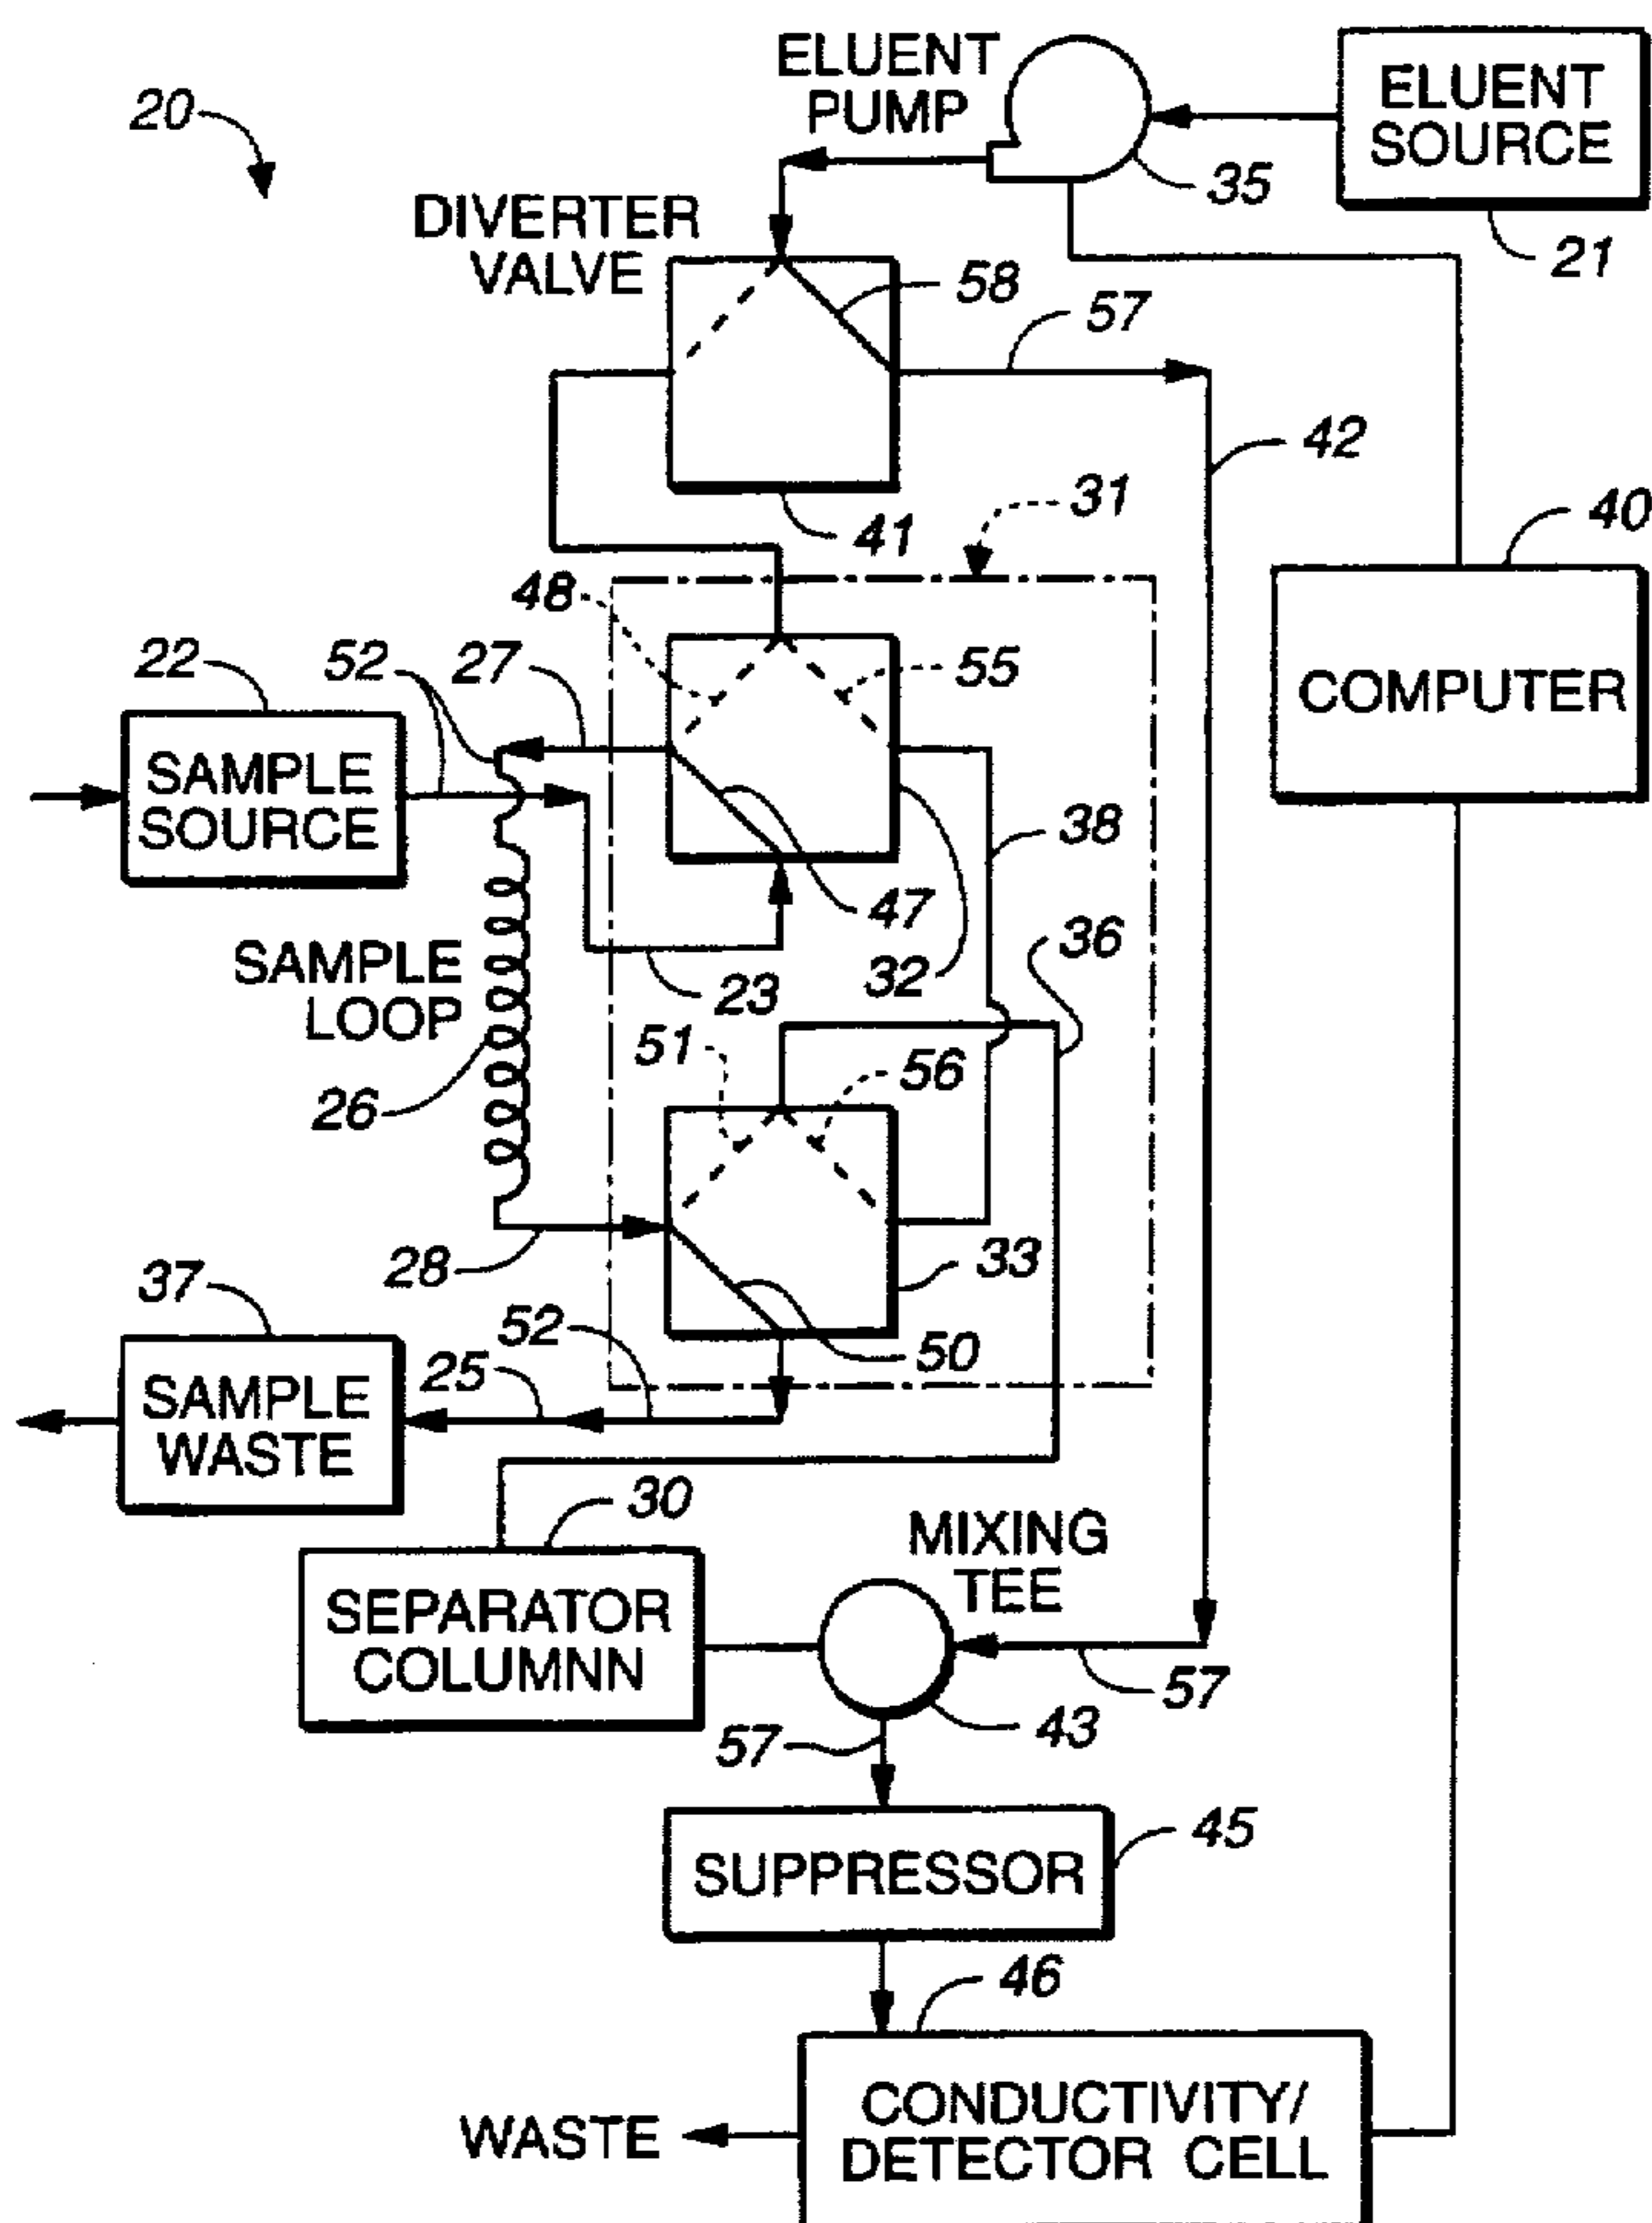 ELUENT
PUMP
ELUENT
SOURCE
20
35
21
DIVERTER
VALVE
58
57
42
41
31
40
48
22
52
27
55
COMPUTER
SAMPLE
SOURCE
38
47
36
32
SAMPLE
LOOP
23
51
56
26
28
33
37
52
25
50
SAMPLE
WASTE
30
MIXING
TEE
SEPARATOR
COLUMNN
57
43
57
45
SUPPRESSOR
46
CONDUCTIVITY/
DETECTOR CELL
WASTE